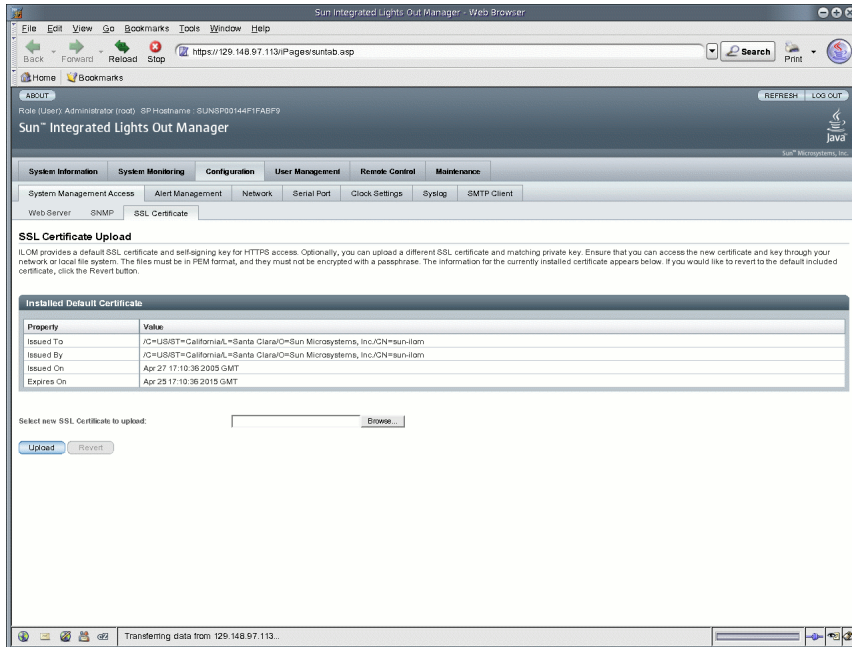 Sun Integrated Lights Out Manager - Web Browser
File Edit View Go Bookmarks Tools Window Help
Back Forward Reload Stop https://129.148.97.113/iPages/suntab.asp Search Print
Home Bookmarks
ABOUT REFRESH LOG OUT
Role (User): Administrator (root) SP Hostname : SUNSP00144F1FABF9
Sun™ Integrated Lights Out Manager
Java
Sun™ Microsystems, Inc.
System Information System Monitoring Configuration User Management Remote Control Maintenance
System Management Access Alert Management Network Serial Port Clock Settings Syslog SMTP Client
Web Server SNMP SSL Certificate
SSL Certificate Upload
ILOM provides a default SSL certificate and self-signing key for HTTPS access. Optionally, you can upload a different SSL certificate and matching private key. Ensure that you can access the new certificate and key through your
network or local file system. The files must be in PEM format, and they must not be encrypted with a passphrase. The information for the currently installed certificate appears below. If you would like to revert to the default included
certificate, click the Revert button.
Installed Default Certificate
Property Value
Issued To /C=US/ST=California/L=Santa Clara/O=Sun Microsystems, Inc./CN=sun-ilom
Issued By /C=US/ST=California/L=Santa Clara/O=Sun Microsystems, Inc./CN=sun-ilom
Issued On Apr 27 17:10:36 2005 GMT
Expires On Apr 25 17:10:36 2015 GMT
Select new SSL Certificate to upload: Browse...
Upload Revert
Transferring data from 129.148.97.113...